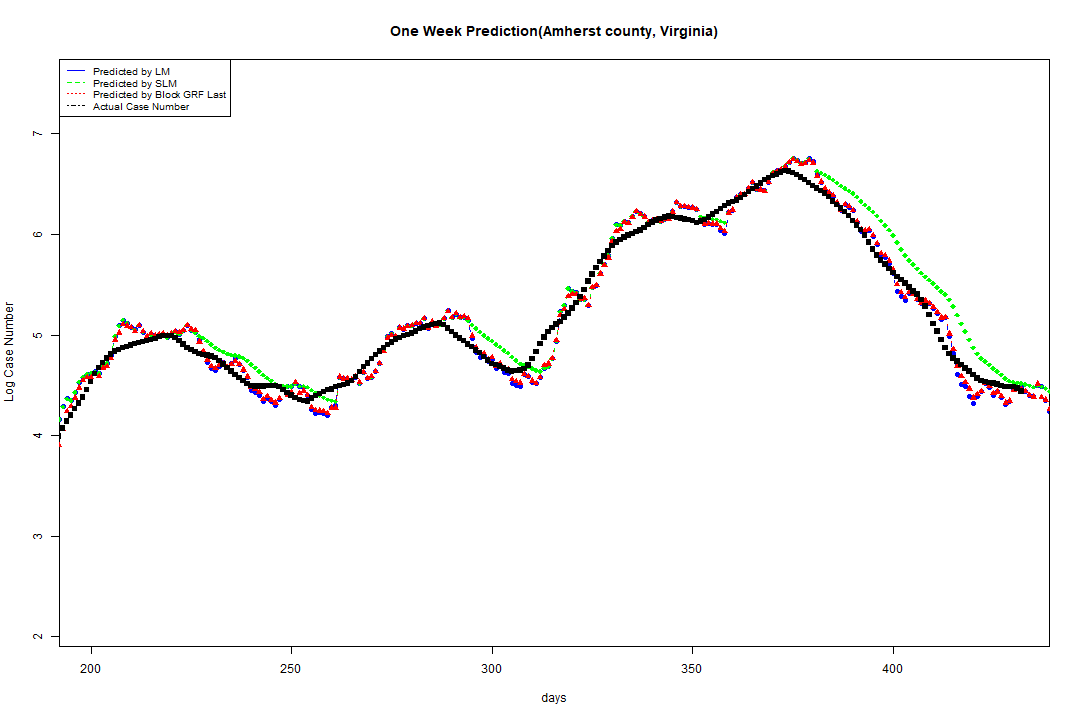 One Week Prediction(Amherst county, Virginia)
Predicted by LM
Predicted by SLM
Predicted by Block GRF Last
Actual Case Number
Log Case Number
7
6
5
4
3
2
200 250 300 350 400
days